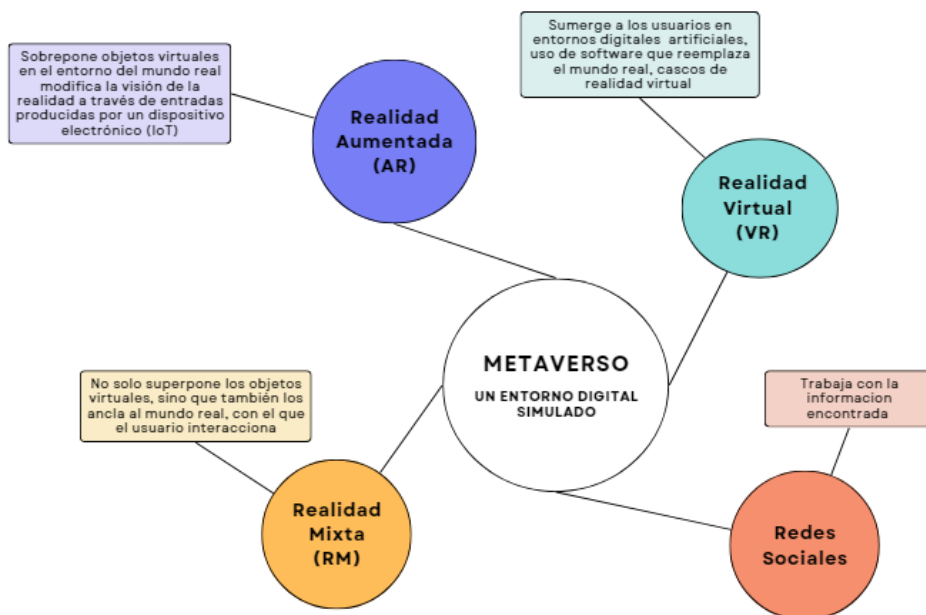 Sobrepone objetos virtuales
en el entorno del mundo real
modifica la visión de la
realidad a través de entradas
producidas por un dispositivo
electrónico (IoT)
Realidad
Aumentada
(AR)
Sumerge a los usuarios en
entornos digitales artificiales,
uso de software que reemplaza
el mundo real, cascos de
realidad virtual
Realidad
Virtual
(VR)
METAVERSO
UN ENTORNO DIGITAL
SIMULADO
No solo superpone los objetos
virtuales, sino que también los
ancla al mundo real, con el que
el usuario interacciona
Realidad
Mixta
(RM)
Trabaja con la
informacion
encontrada
Redes
Sociales